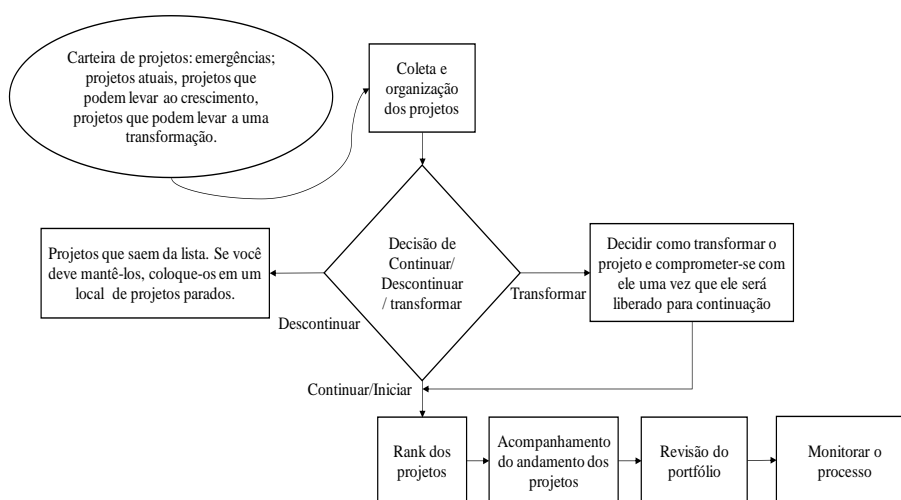 Carteira de projetos: emergências;
projetos atuais, projetos que
podem levar ao crescimento,
projetos que podem levar a uma
transformação.
Coleta e
organização
dos projetos
Projetos que saem da lista. Se você
deve mantê-los, coloque-os em um
local de projetos parados.
Decisão de
Continuar/
Descontinuar
/ transformar
Decidir como transformar o
projeto e comprometer-se com
ele uma vez que ele será
liberado para continuação
Transformar
Descontinuar
Continuar/Iniciar
Rank dos
projetos
Acompanhamento
do andamento dos
projetos
Revisão do
portfólio
Monitorar o
processo